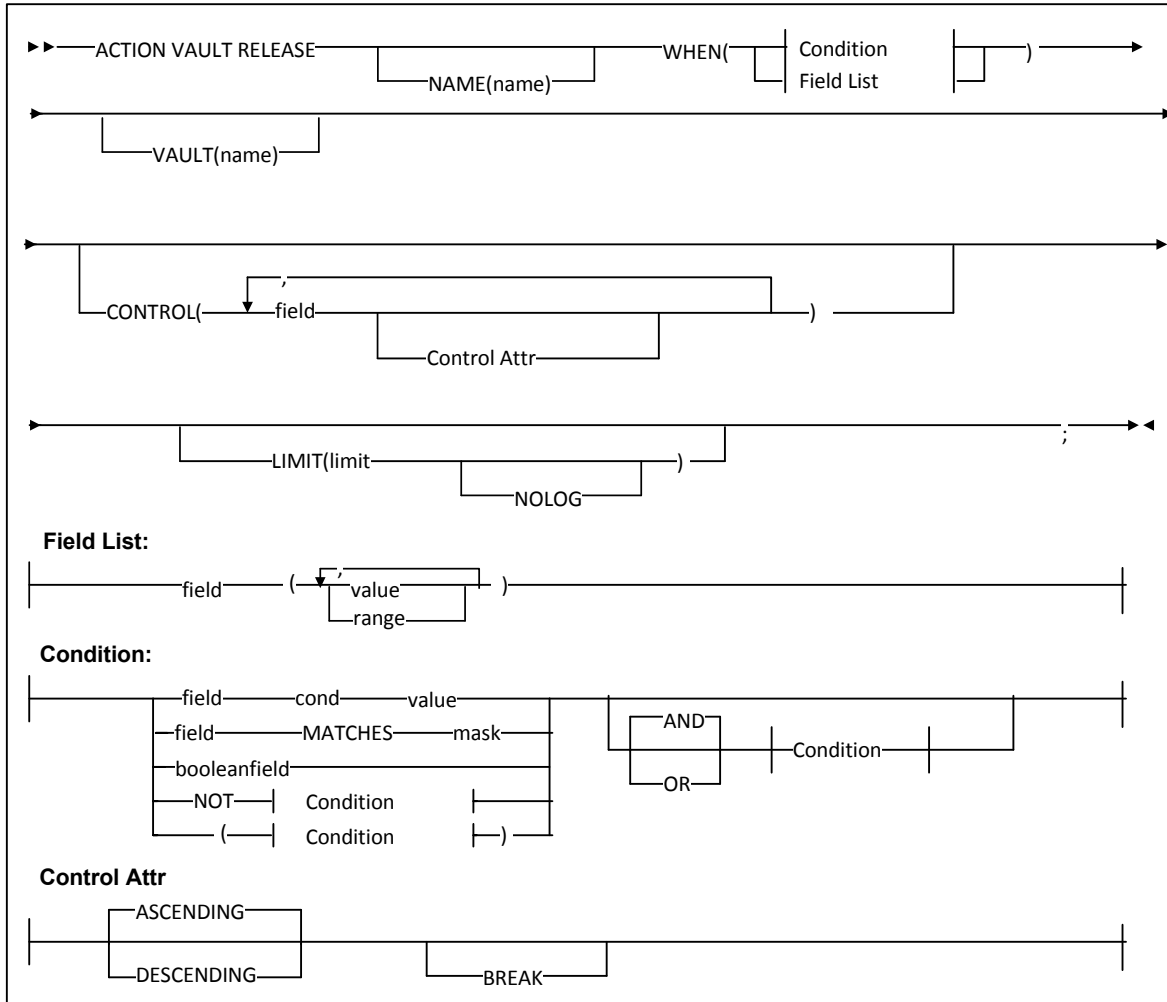 ACTION VAULT RELEASE WHEN( Condition )
NAME(name) Field List
VAULT(name)
,
CONTROL( field )
Control Attr
LIMIT(limit ) ;
NOLOG
Field List:
,
field ( value )
range
Condition:
field cond value
AND
field MATCHES mask
Condition
booleanfield
OR
NOT Condition
( Condition )
Control Attr
ASCENDING
DESCENDING BREAK